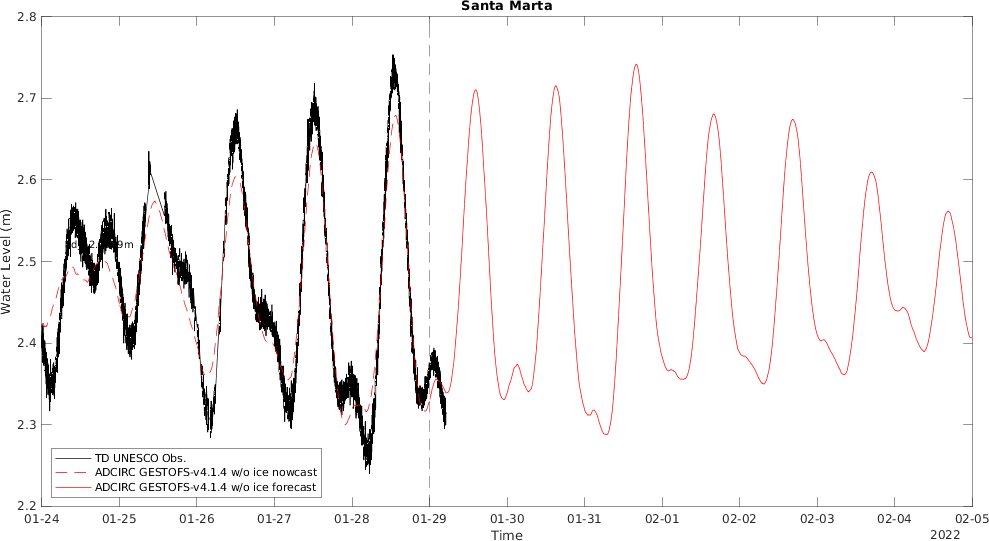 Santa Marta
2.8
2.7
2.6
2.5
2.4
2.3
2.2
Water Level (m)
TD UNESCO Obs.
ADCIRC GESTOFS-v4.1.4 w/o ice nowcast
ADCIRC GESTOFS-v4.1.4 w/o ice forecast
01-24 01-25 01-26 01-27 01-28 01-29 01-30 01-31 02-01 02-02 02-03 02-04 02-05
Time
2022